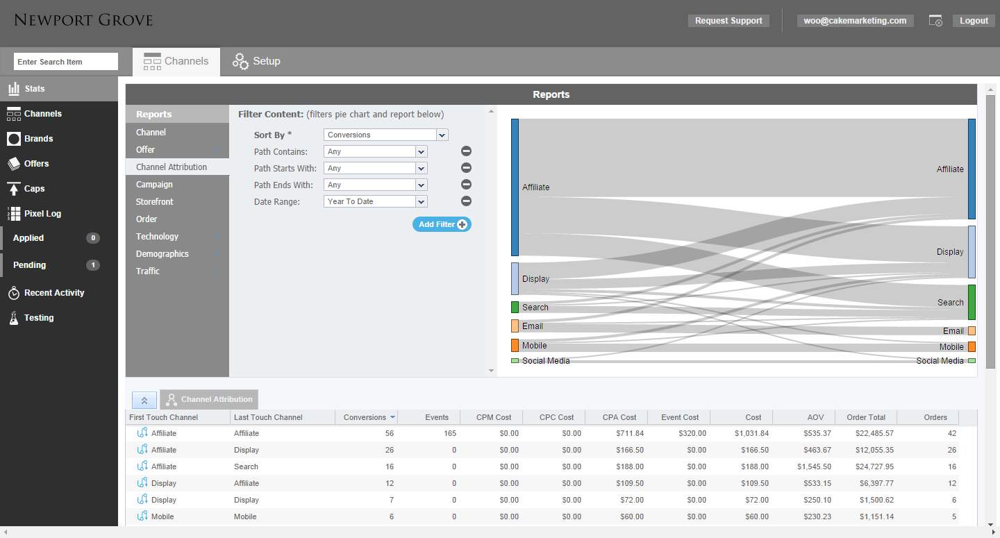 NEWPORT GROVE
Request Support
woo@cakemarketing.com
Logout
Enter Search Item
Channels
Setup
Stats
Channels
Brands
Offers
Caps
Pixel Log
Applied 0
Pending 1
Recent Activity
Testing
Reports
Reports
Channel
Offer
Channel Attribution
Campaign
Storefront
Order
Technology
Demographics
Traffic
Filter Content: (filters pie chart and report below)
Sort By * Conversions
Path Contains: Any
Path Starts With: Any
Path Ends With: Any
Date Range: Year To Date
Add Filter
Affiliate
Display
Search
Email
Mobile
Social Media
Affiliate
Display
Search
Email
Mobile
Social Media
Channel Attribution
First Touch Channel Last Touch Channel Conversions Events CPM Cost CPC Cost CPA Cost Event Cost Cost AOV Order Total Orders
Affiliate Affiliate 56 165 $0.00 $0.00 $711.84 $320.00 $1,031.84 $535.37 $22,485.57 42
Affiliate Display 26 0 $0.00 $0.00 $166.50 $0.00 $166.50 $463.67 $12,055.35 26
Affiliate Search 16 0 $0.00 $0.00 $188.00 $0.00 $188.00 $1,545.50 $24,727.95 16
Display Affiliate 12 0 $0.00 $0.00 $109.50 $0.00 $109.50 $533.15 $6,397.77 12
Display Display 7 0 $0.00 $0.00 $72.00 $0.00 $72.00 $250.10 $1,500.62 6
Mobile Mobile 6 0 $0.00 $0.00 $60.00 $0.00 $60.00 $230.23 $1,151.14 5